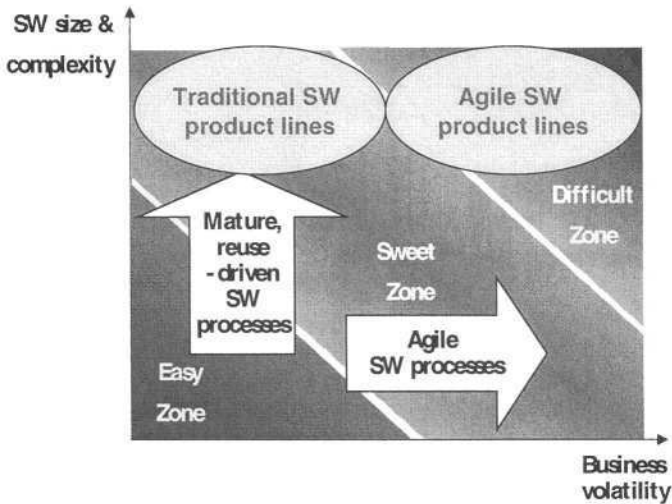 SW size &
complexity
Traditional SW
product lines
Agile SW
product lines
Difficult
Zone
Mature,
reuse
- driven
SW
processes
Sweet
Zone
Agile
SW processes
Easy
Zone
Business
volatility